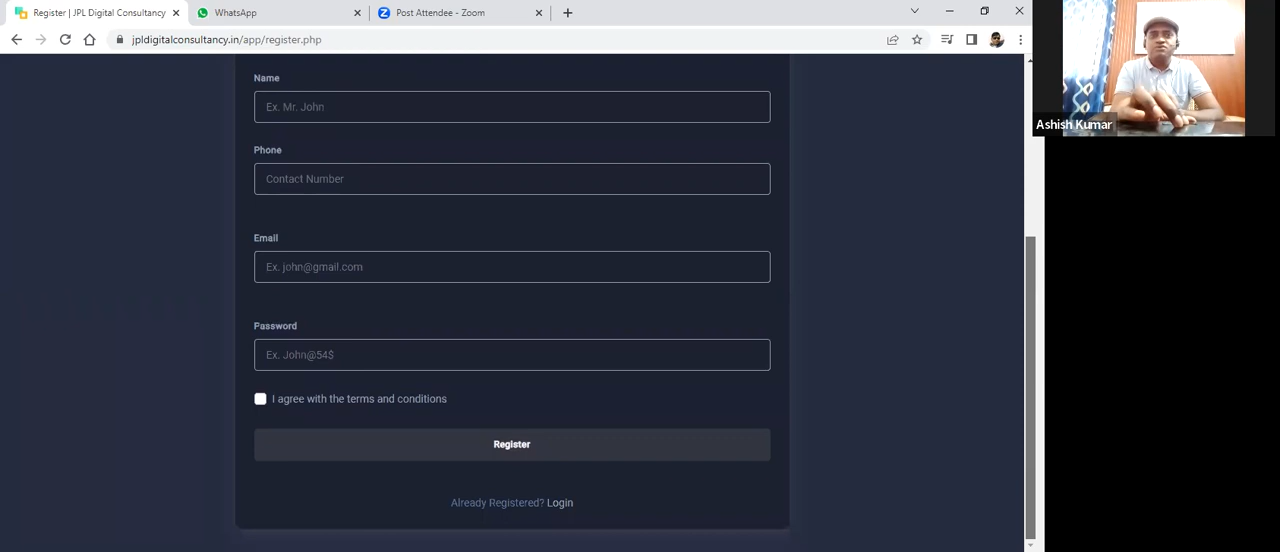 Register | JPL Digital Consultancy
WhatsApp
Post Attendee - Zoom
jpldigitalconsultancy.in/app/register.php
Ashish Kumar
Name
Ex. Mr. John
Phone
Contact Number
Email
Ex. john@gmail.com
Password
Ex. John@54$
I agree with the terms and conditions
Register
Already Registered? Login